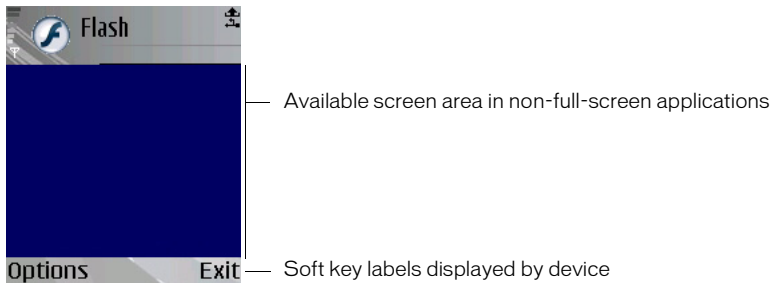 Flash
Available screen area in non-full-screen applications
Options Exit
Soft key labels displayed by device